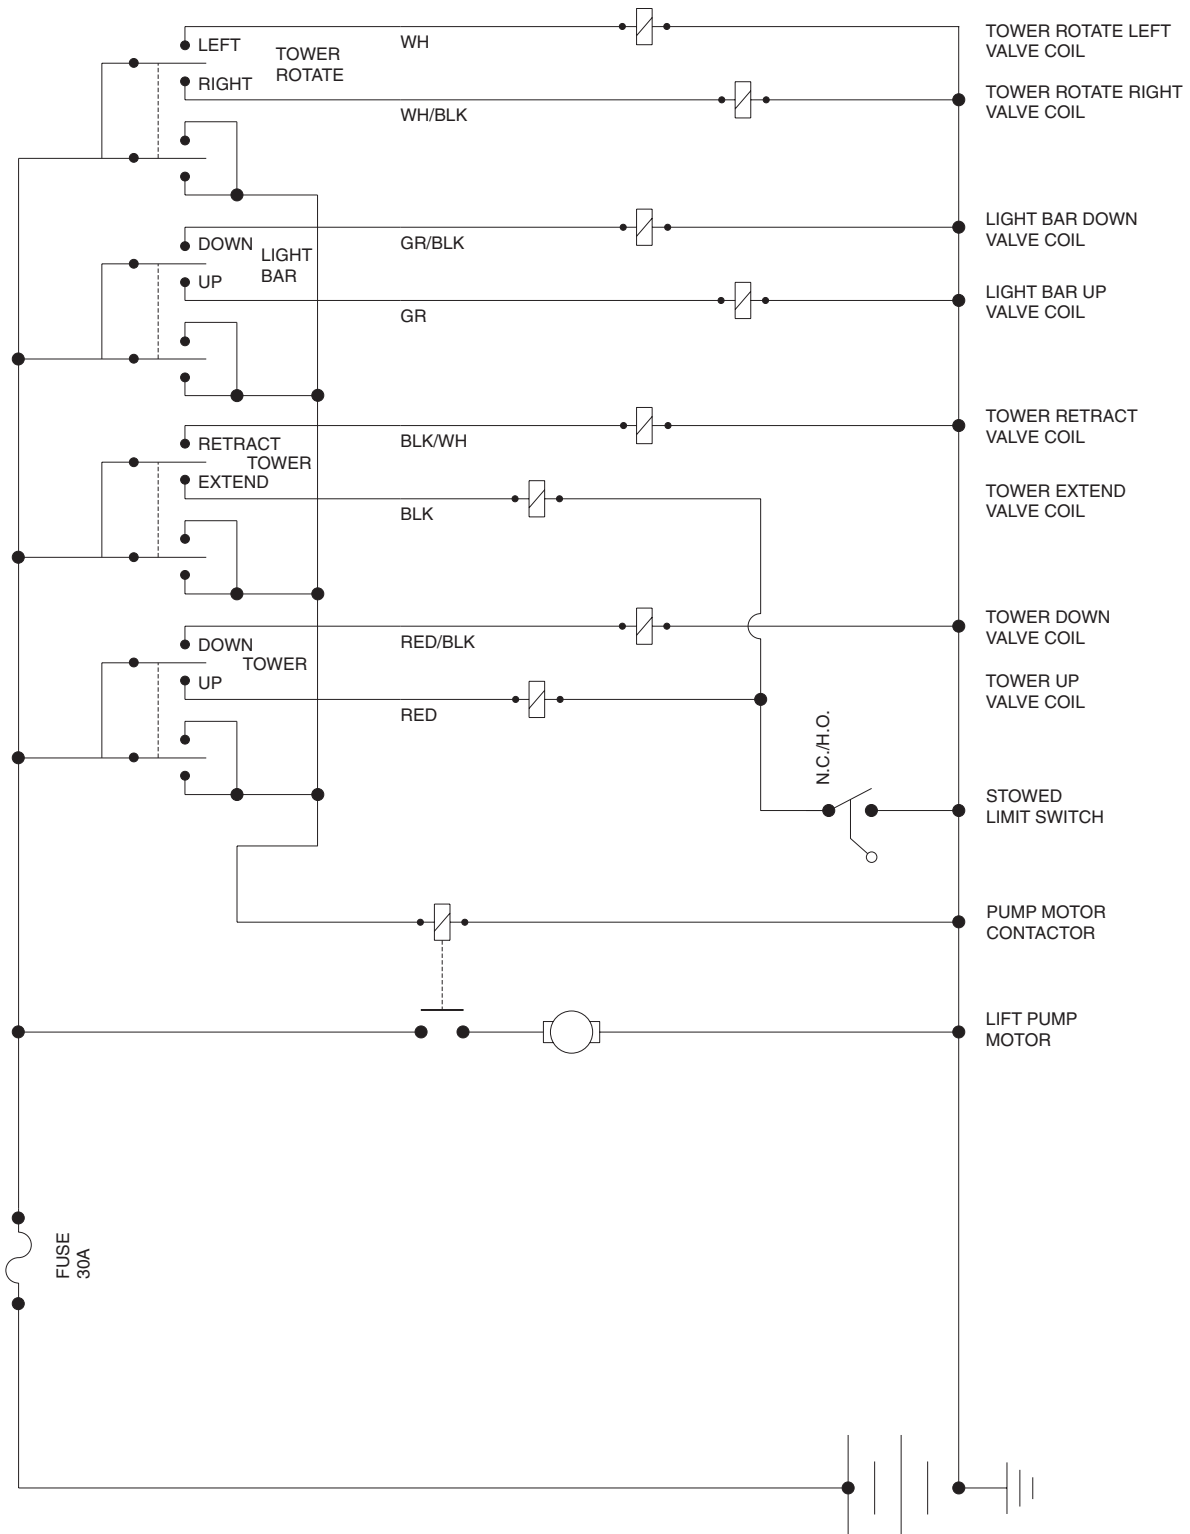 LEFT
TOWER
ROTATE
RIGHT
WH
WH/BLK
TOWER ROTATE LEFT
VALVE COIL
TOWER ROTATE RIGHT
VALVE COIL
DOWN
LIGHT
BAR
UP
GR/BLK
GR
LIGHT BAR DOWN
VALVE COIL
LIGHT BAR UP
VALVE COIL
RETRACT
TOWER
EXTEND
BLK/WH
BLK
TOWER RETRACT
VALVE COIL
TOWER EXTEND
VALVE COIL
DOWN
TOWER
UP
RED/BLK
RED
TOWER DOWN
VALVE COIL
TOWER UP
VALVE COIL
N.C./H.O.
STOWED
LIMIT SWITCH
PUMP MOTOR
CONTACTOR
LIFT PUMP
MOTOR
FUSE
30A